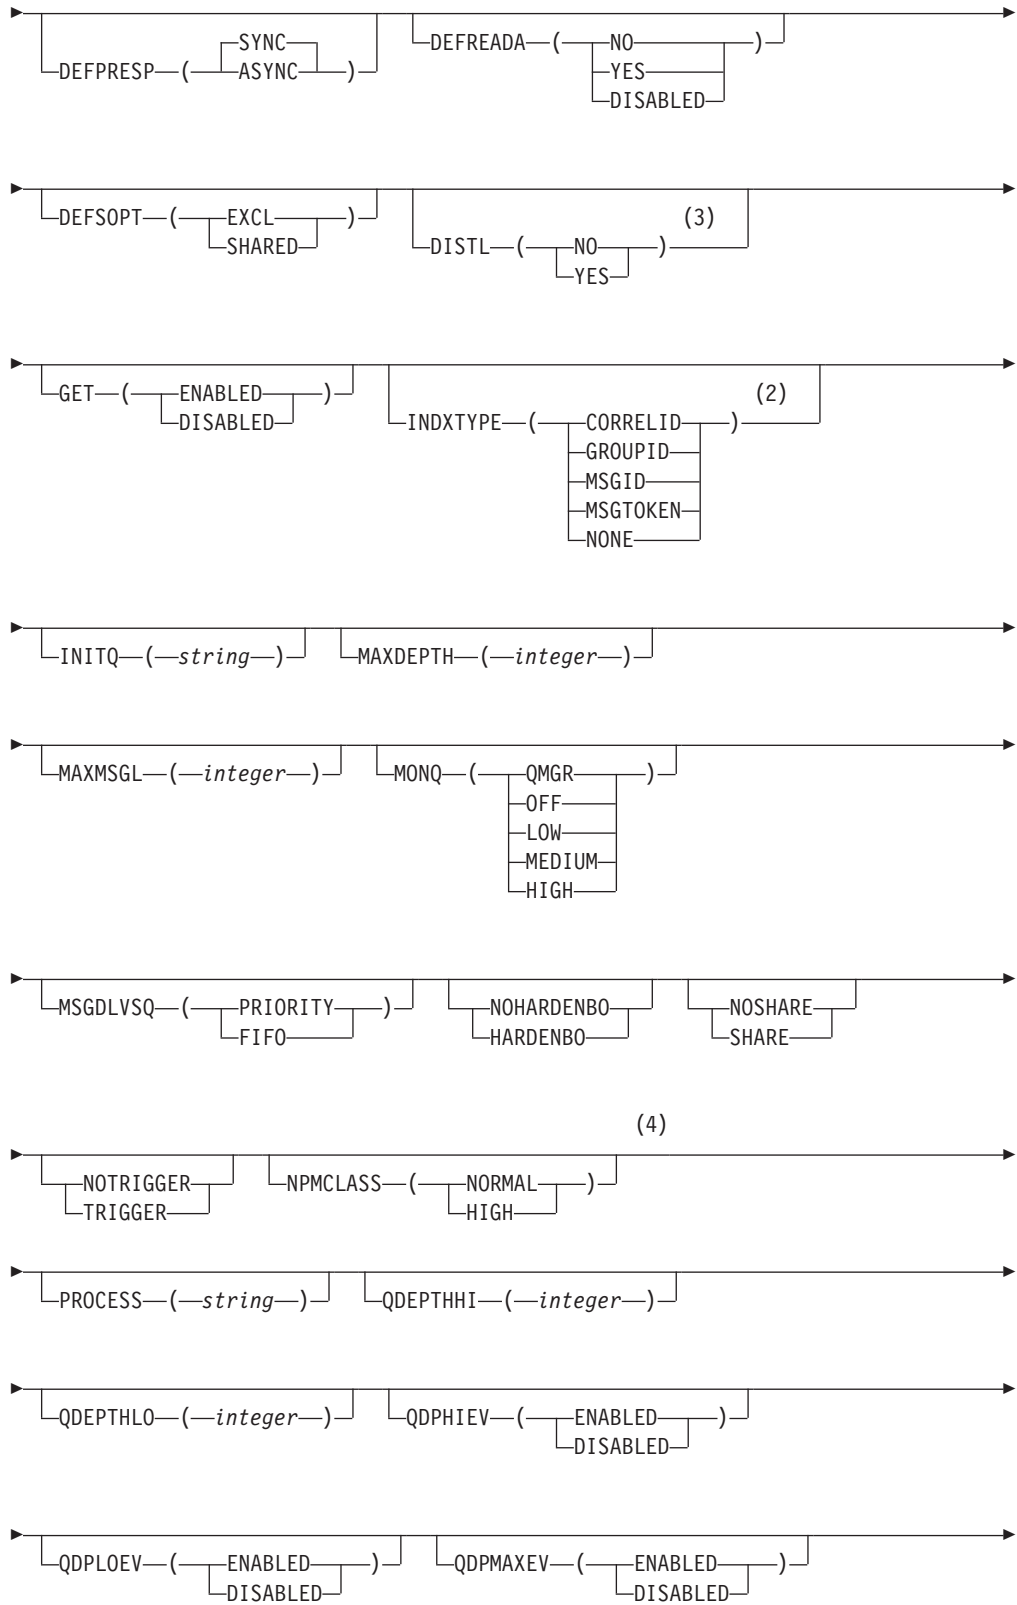 SYNC DEFREADA ( NO )
DEFPRESP ( ASYNC ) YES
DISABLED
(3)
DEFSOPT ( EXCL )
SHARED DISTL ( NO )
YES
(2)
GET ( ENABLED )
DISABLED INDXTYPE ( CORRELID )
GROUPID
MSGID
MSGTOKEN
NONE
INITQ ( string ) MAXDEPTH ( integer )
MAXMSGL ( integer ) MONQ ( QMGR )
OFF
LOW
MEDIUM
HIGH
MSGDLVSQ ( PRIORITY ) NOHARDENBO NOSHARE
FIFO HARDENBO SHARE
(4)
NOTRIGGER NPMCLASS ( NORMAL )
TRIGGER HIGH
PROCESS ( string ) QDEPTHHI ( integer )
QDEPTHLO ( integer ) QDPHIEV ( ENABLED )
DISABLED
QDPLOEV ( ENABLED ) QDPMAXEV ( ENABLED )
DISABLED DISABLED